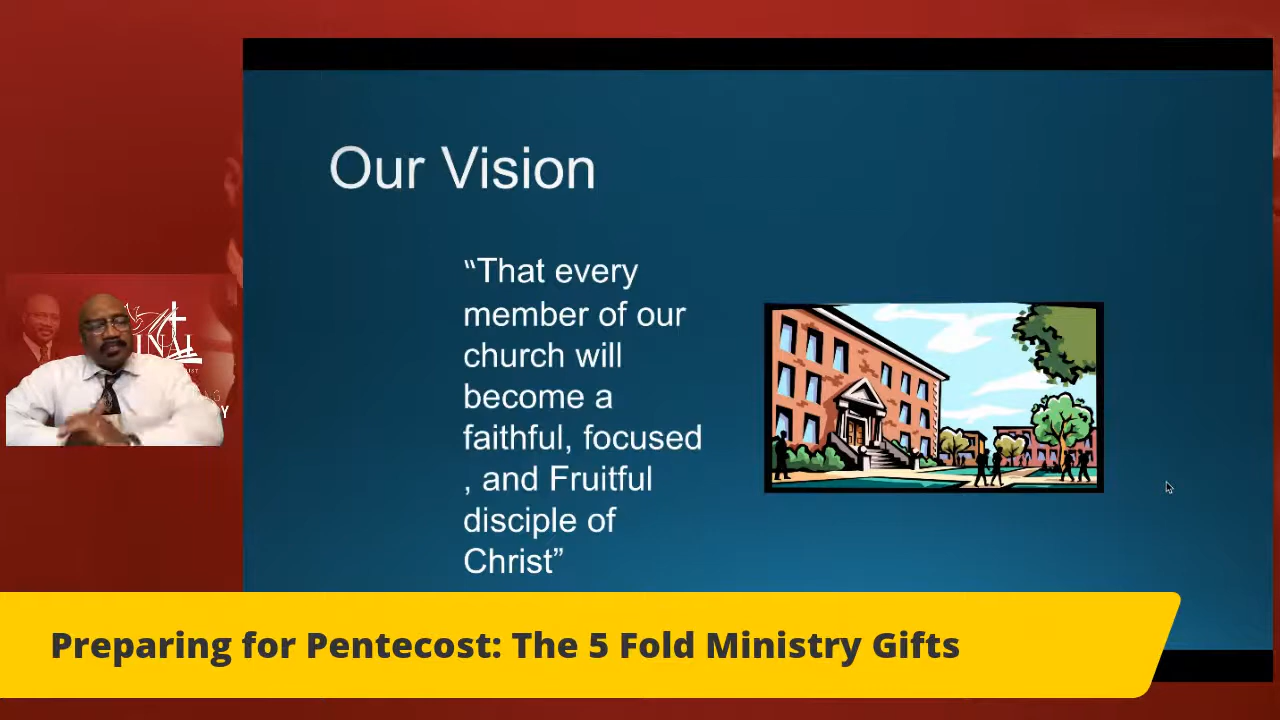 Our Vision
“That every
member of our
church will
become a
faithful, focused
, and Fruitful
disciple of
Christ”
Preparing for Pentecost: The 5 Fold Ministry Gifts